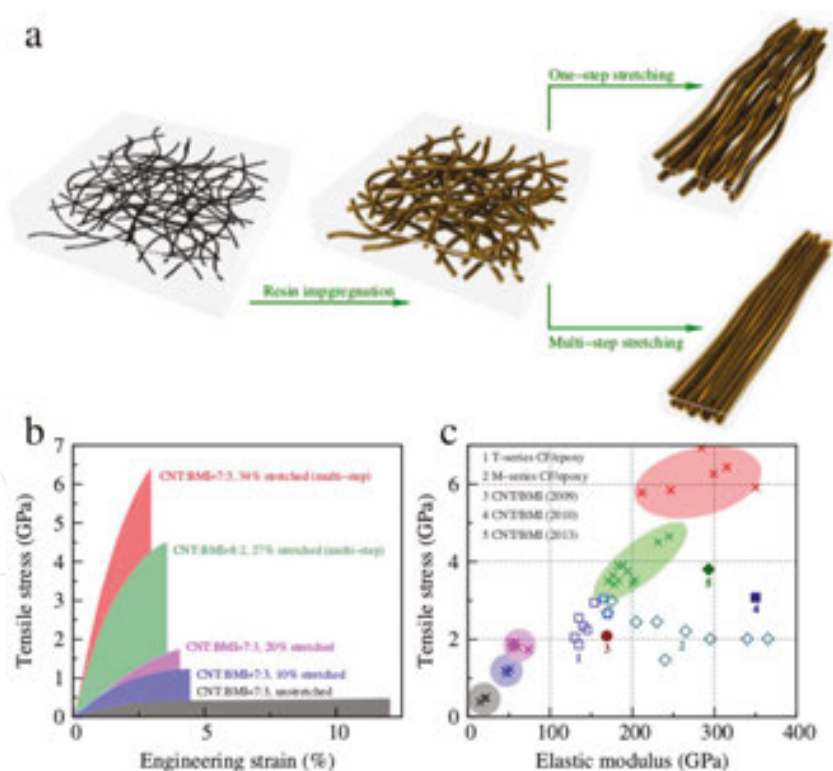 a
One-step stretching
Resin impgregnation
Multi-step stretching
b
Tensile stress (GPa)
7
6
5
4
3
2
1
0
CNT:BMI=7:3, 34% stretched (multi-step)
CNT:BMI=8:2, 27% stretched (multi-step)
CNT:BMI=7:3, 20% stretched
CNT:BMI=7:3, 10% stretched
CNT:BMI=7:3, unstretched
0
5
10
Engineering strain (%)
c
Tensile stress (GPa)
6
4
2
0
1 T-series CF/epoxy
2 M-series CF/epoxy
3 CNT/BMI (2009)
4 CNT/BMI (2010)
5 CNT/BMI (2013)
5
4
1
3
2
0
100
200
300
400
Elastic modulus (GPa)